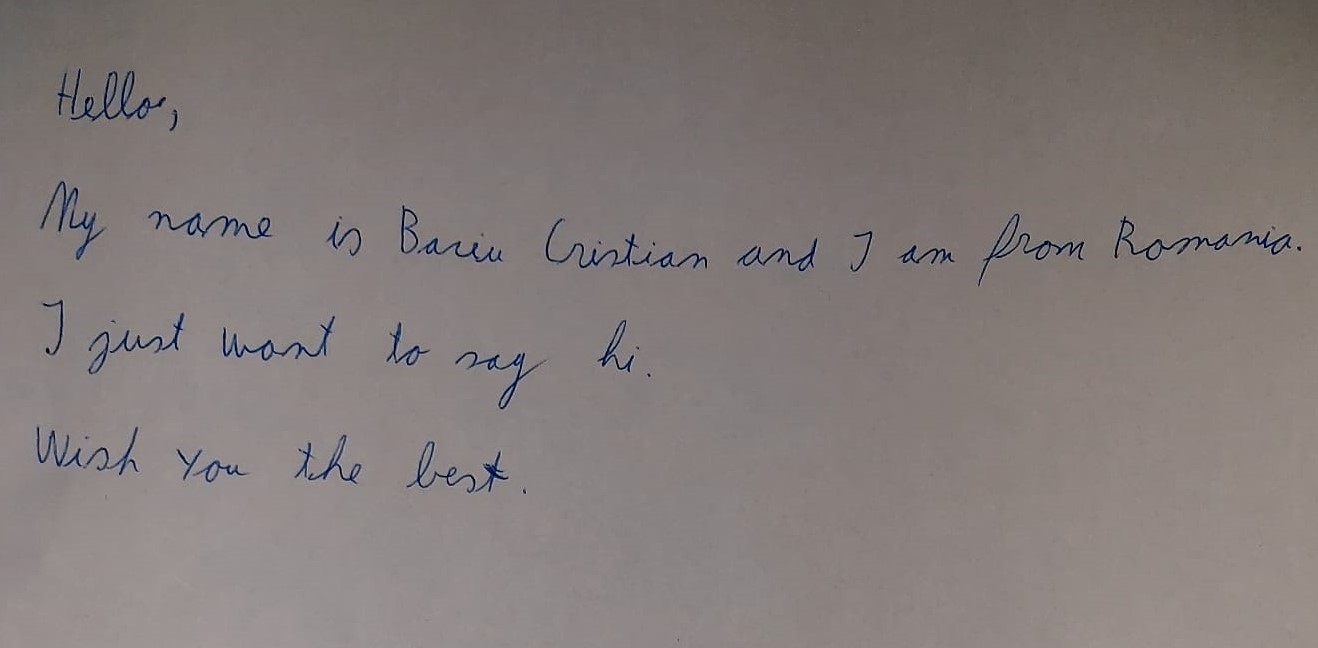 Hello,
My name is Baciu Cristian and I am from Romania.
I just want to say hi.
Wish You the best.